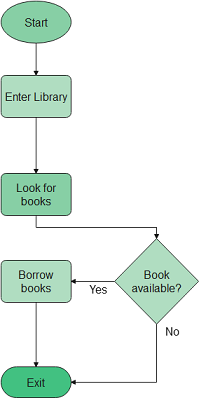 Start
Enter Library
Look for
books
Book
available?
Yes
Borrow
books
No
Exit